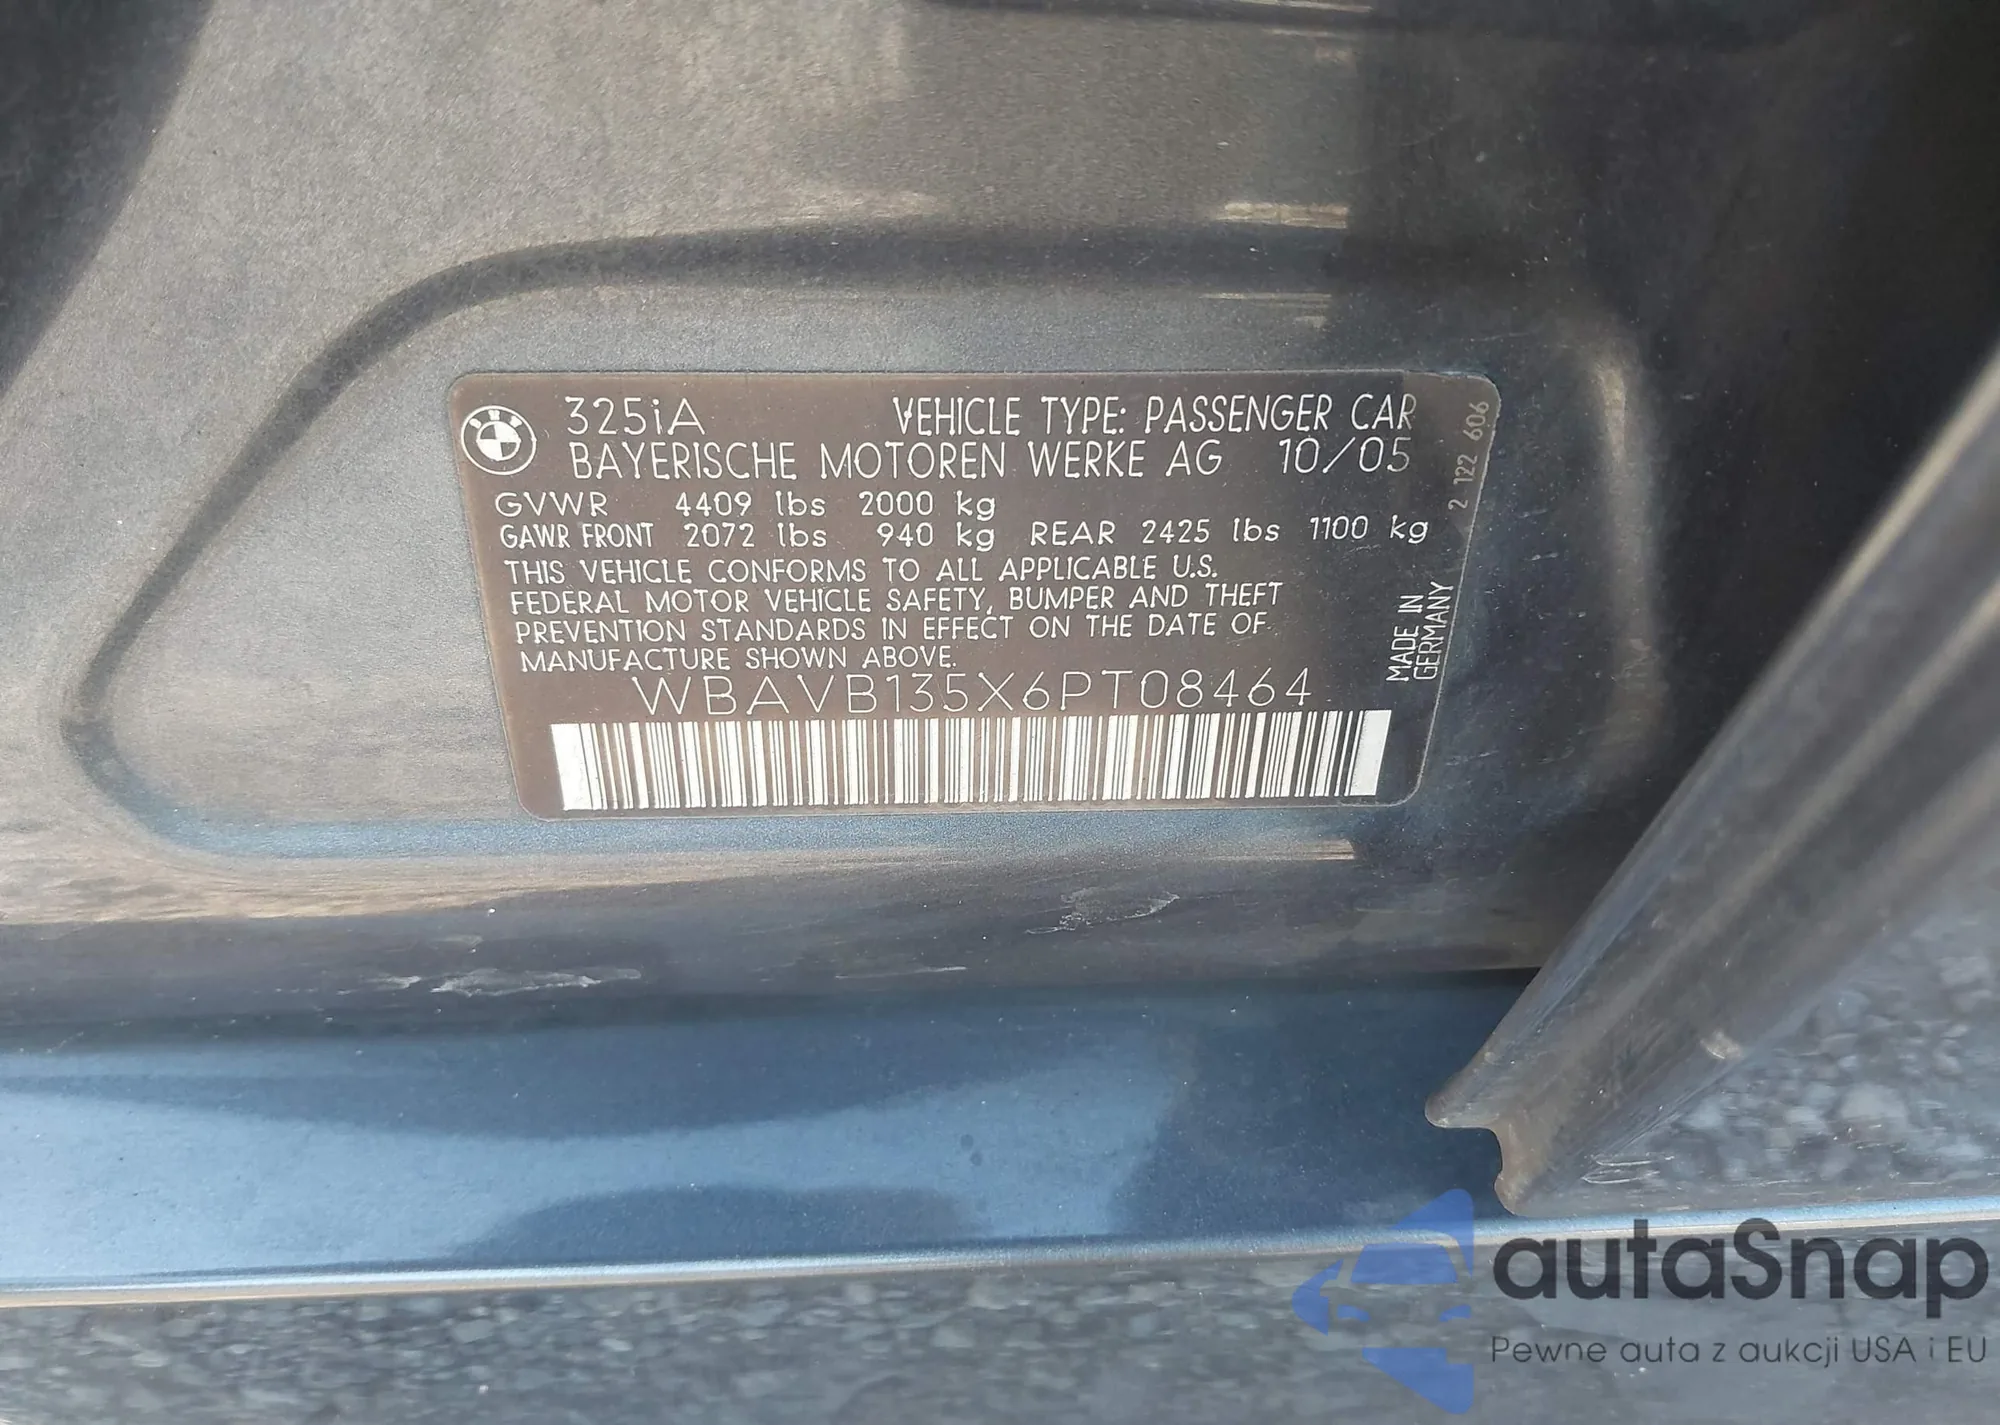 325iA VEHICLE TYPE: PASSENGER CAR
BAYERISCHE MOTOREN WERKE AG 10/05
GVWR 4409 lbs 2000 kg
GAWR FRONT 2072 lbs 940 kg REAR 2425 lbs 1100 kg
THIS VEHICLE CONFORMS TO ALL APPLICABLE U.S.
FEDERAL MOTOR VEHICLE SAFETY, BUMPER AND THEFT
PREVENTION STANDARDS IN EFFECT ON THE DATE OF
MANUFACTURE SHOWN ABOVE.
WBAVB135X6PT08464
MADE IN
GERMANY
2 122 606
autaSnap
Pewne auta z aukcji USA i EU